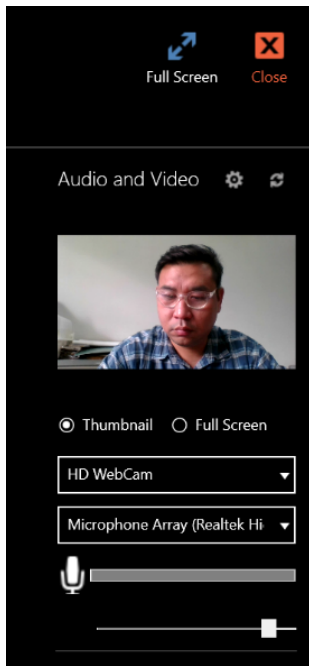 Full Screen
Close
Audio and Video
Thumbnail
Full Screen
HD WebCam
Microphone Array (Realtek Hi